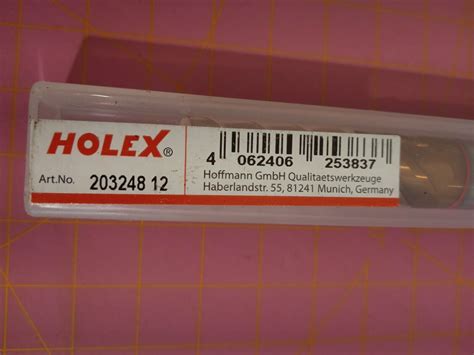 HOLEX®
Art.No. 203248 12
4 062406 253837
Hoffmann GmbH Qualitaetswerkzeuge
Haberlandstr. 55, 81241 Munich, Germany